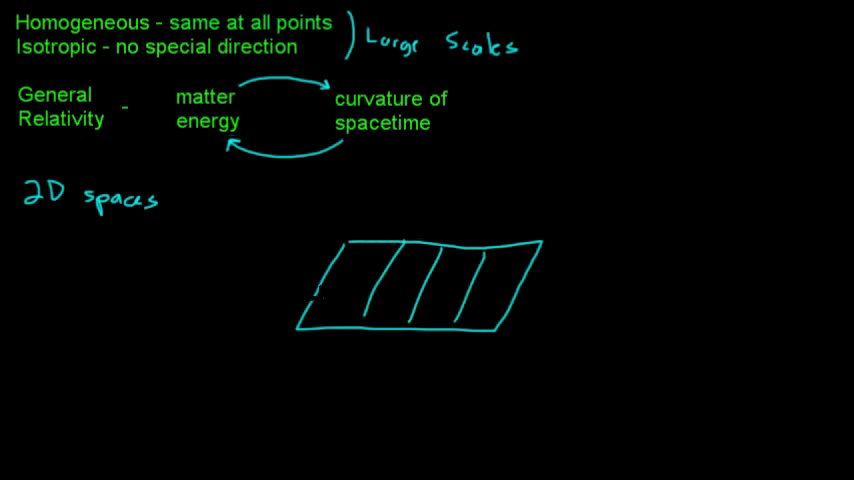 Homogeneous - same at all points
Isotropic - no special direction
Large Scales
General Relativity -
matter energy
curvature of spacetime
2D spaces